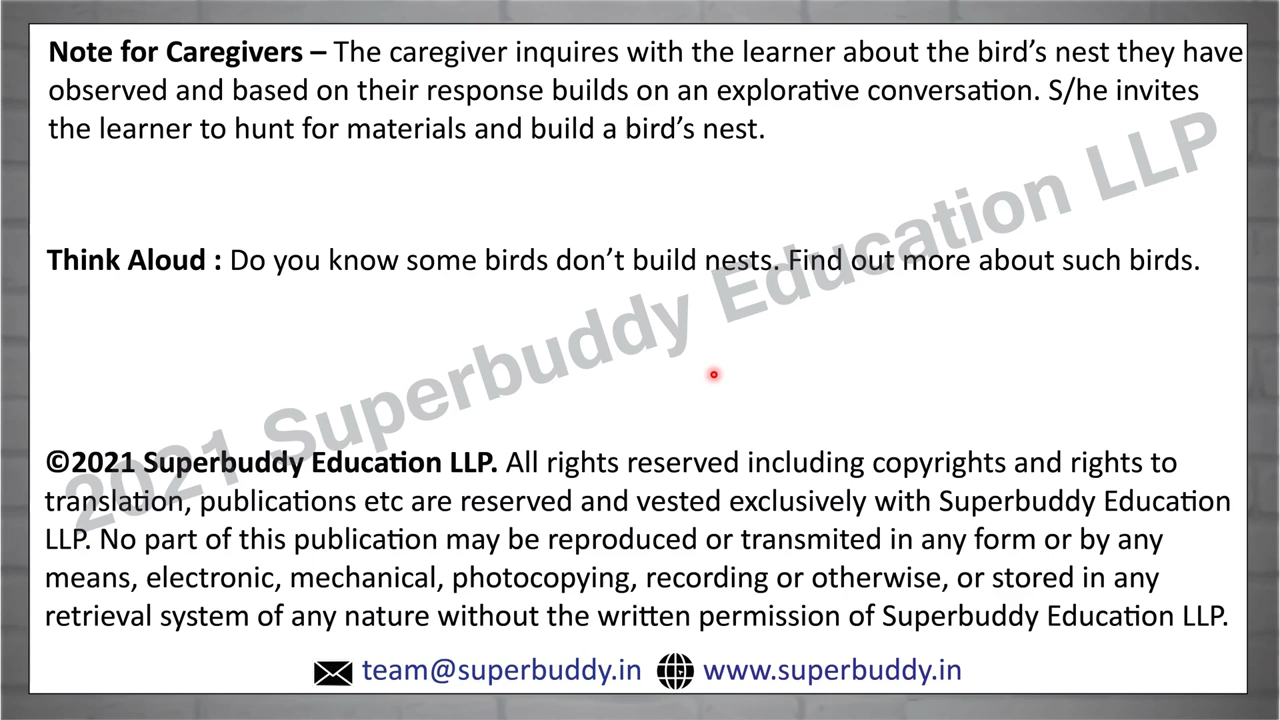 Note for Caregivers – The caregiver inquires with the learner about the bird’s nest they have
observed and based on their response builds on an explorative conversation. S/he invites
the learner to hunt for materials and build a bird’s nest.
Think Aloud : Do you know some birds don’t build nests. Find out more about such birds.
2021 Superbuddy Education LLP
©2021 Superbuddy Education LLP. All rights reserved including copyrights and rights to
translation, publications etc are reserved and vested exclusively with Superbuddy Education
LLP. No part of this publication may be reproduced or transmited in any form or by any
means, electronic, mechanical, photocopying, recording or otherwise, or stored in any
retrieval system of any nature without the written permission of Superbuddy Education LLP.
team@superbuddy.in www.superbuddy.in